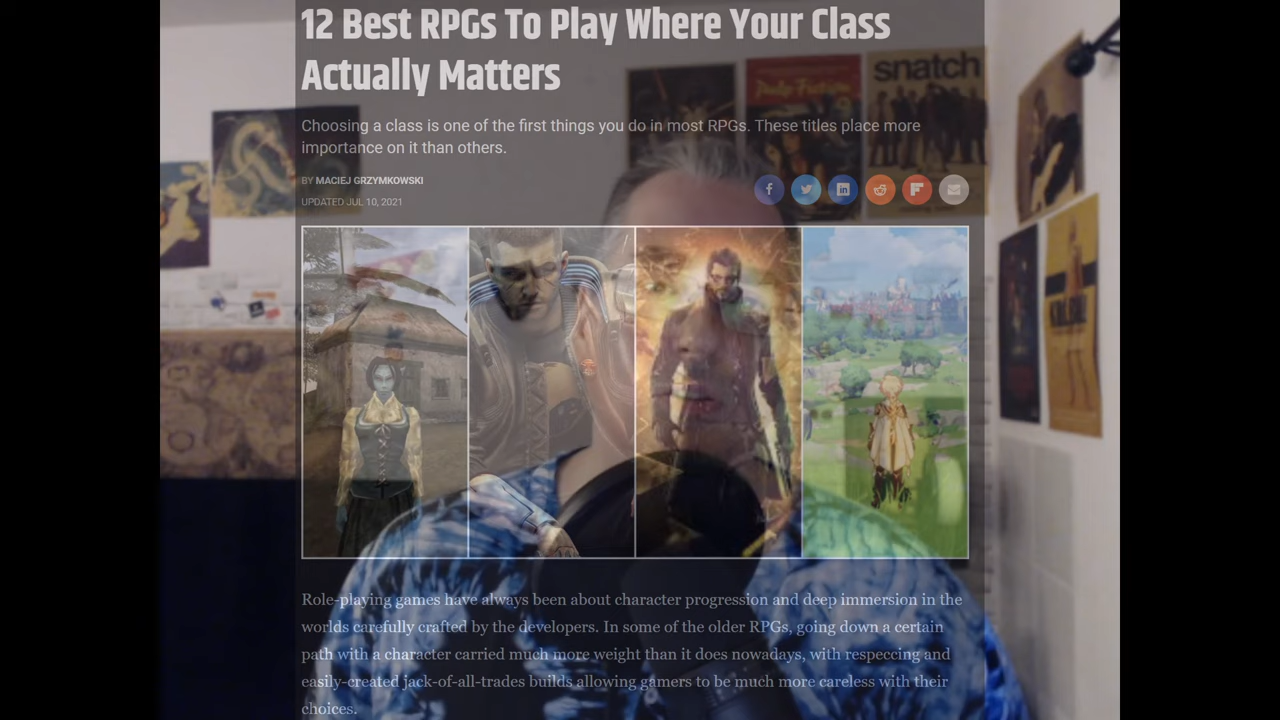 12 Best RPGs To Play Where Your Class
Actually Matters
snatch
Pulp Fiction
Choosing a class is one of the first things you do in most RPGs. These titles place more
importance on it than others.
BY MACIEJ GRZYMKOWSKI
UPDATED JUL 10, 2021
Role-playing games have always been about character progression and deep immersion in the
worlds carefully crafted by the developers. In some of the older RPGs, going down a certain
path with a character carried much more weight than it does nowadays, with respeccing and
easily-created jack-of-all-trades builds allowing gamers to be much more careless with their
choices.